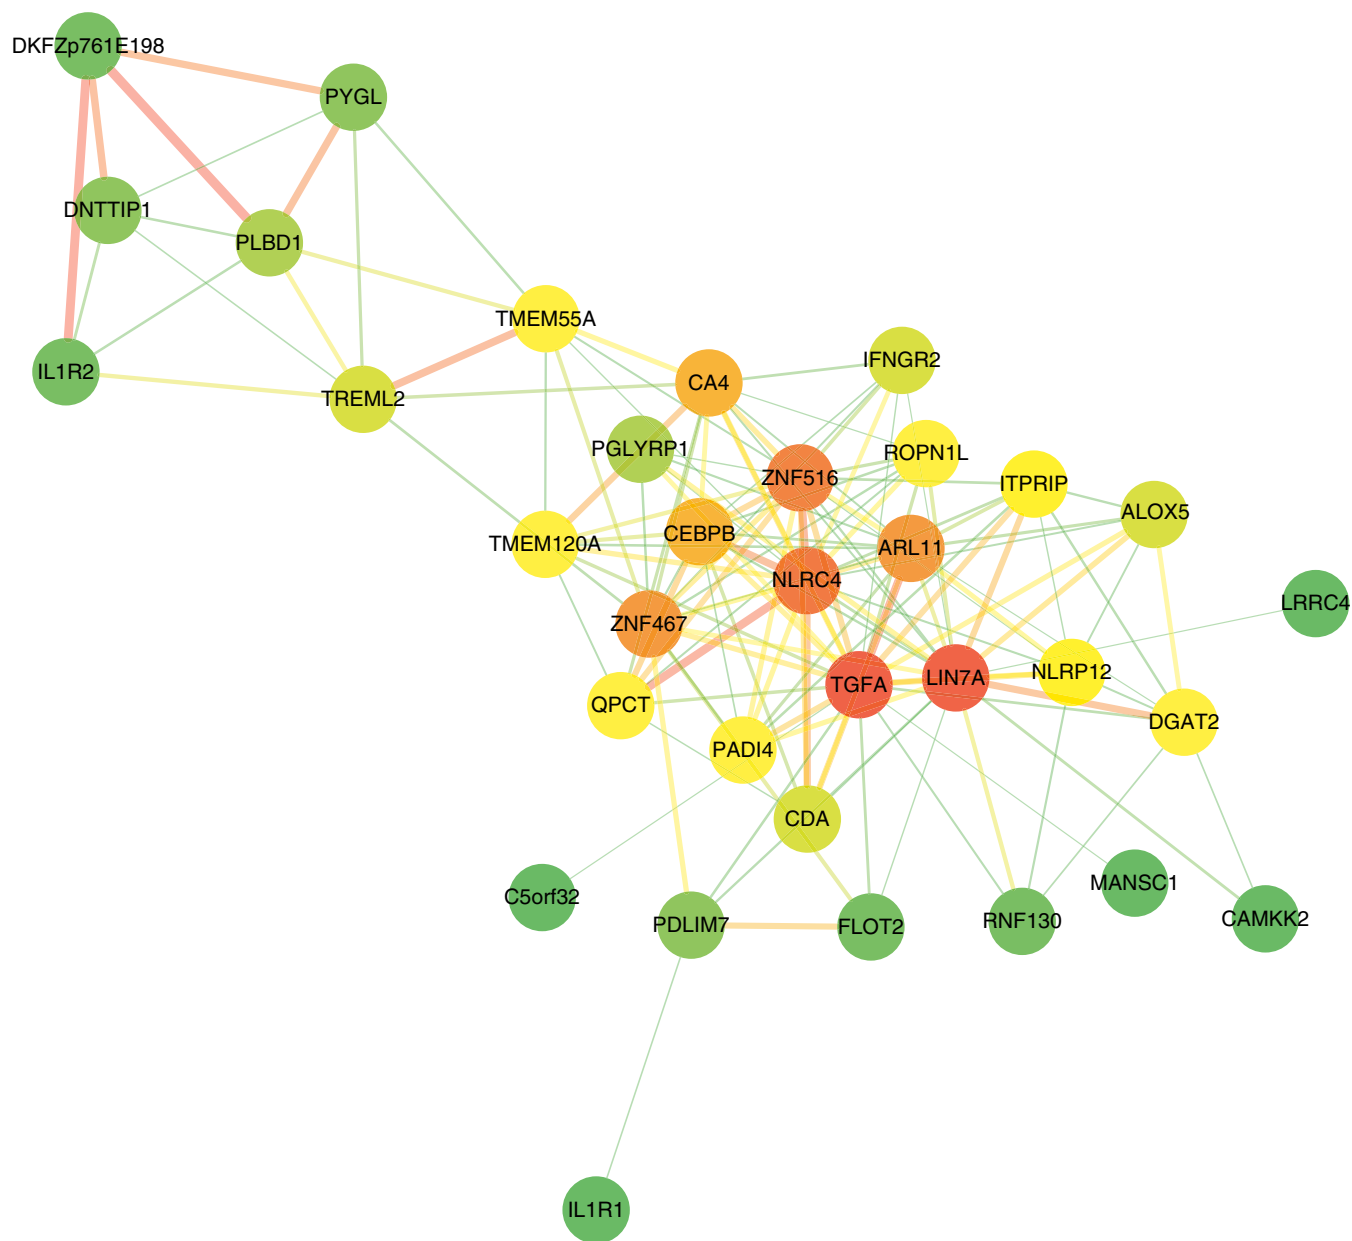 DKFZp761E198
PYGL
DNTTIP1
PLBD1
TMEM55A
IL1R2
TREML2
CA4
IFNGR2
PGLYRP1
ROPN1L
ZNF516
ITPRIP
ALOX5
CEBPB
TMEM120A
ARL11
NLRC4
LRRC4
ZNF467
TGFA
LIN7A
NLRP12
QPCT
DGAT2
PADI4
CDA
MANSC1
C5orf32
PDLIM7
FLOT2
RNF130
CAMKK2
IL1R1